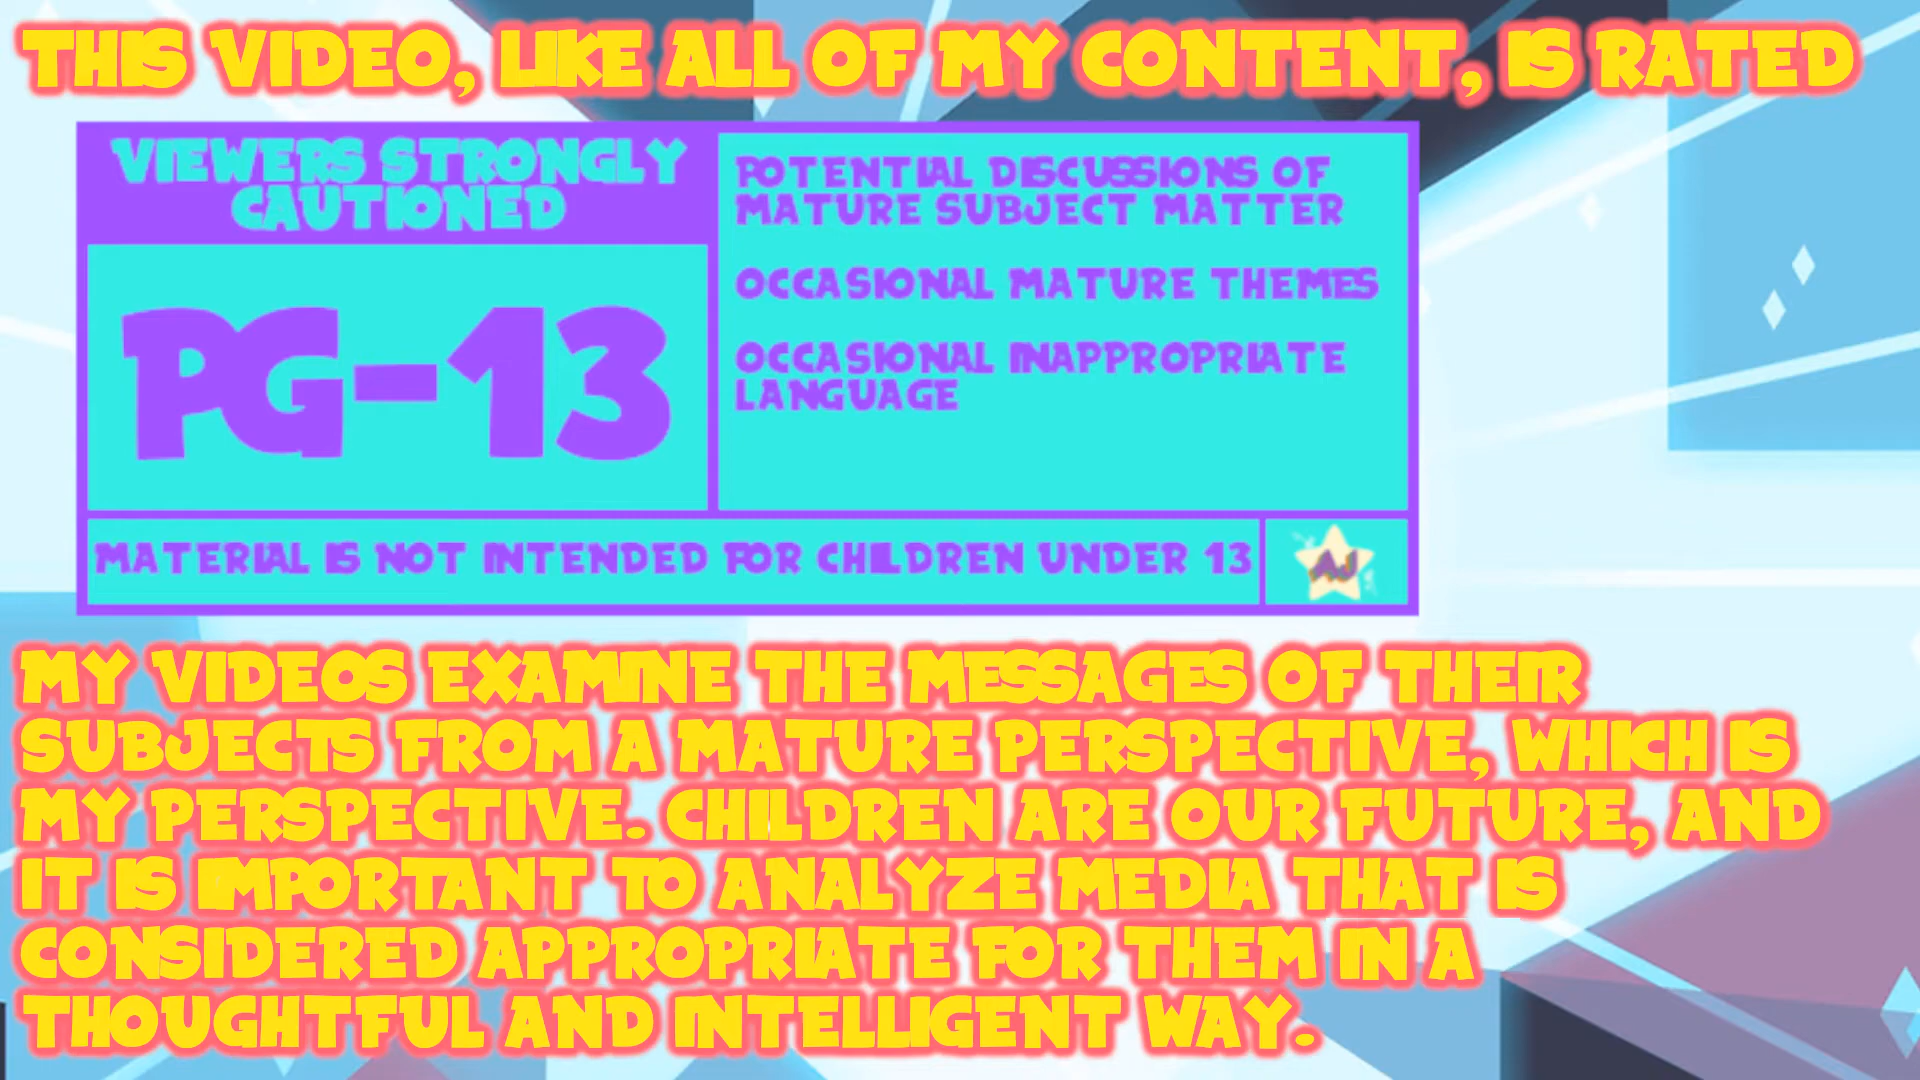 THIS VIDEO, LIKE ALL OF MY CONTENT, IS RATED
VIEWERS STRONGLY
CAUTIONED
PG-13
POTENTIAL DISCUSSIONS OF
MATURE SUBJECT MATTER
OCCASIONAL MATURE THEMES
OCCASIONAL INAPPROPRIATE
LANGUAGE
MATERIAL IS NOT INTENDED FOR CHILDREN UNDER 13
AJ
MY VIDEOS EXAMINE THE MESSAGES OF THEIR
SUBJECTS FROM A MATURE PERSPECTIVE, WHICH IS
MY PERSPECTIVE. CHILDREN ARE OUR FUTURE, AND
IT IS IMPORTANT TO ANALYZE MEDIA THAT IS
CONSIDERED APPROPRIATE FOR THEM IN A
THOUGHTFUL AND INTELLIGENT WAY.